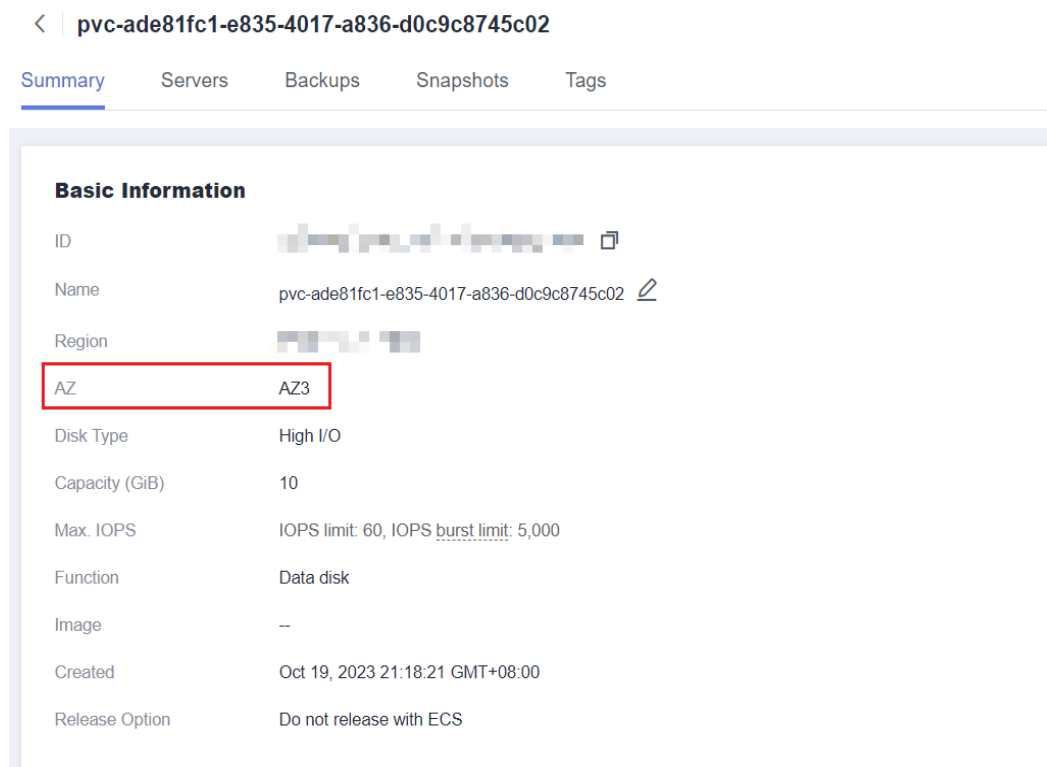 pvc-ade81fc1-e835-4017-a836-d0c9c8745c02
Summary Servers Backups Snapshots Tags
Basic Information
ID
Name pvc-ade81fc1-e835-4017-a836-d0c9c8745c02
Region
AZ AZ3
Disk Type High I/O
Capacity (GiB) 10
Max. IOPS IOPS limit: 60, IOPS burst limit: 5,000
Function Data disk
Image --
Created Oct 19, 2023 21:18:21 GMT+08:00
Release Option Do not release with ECS